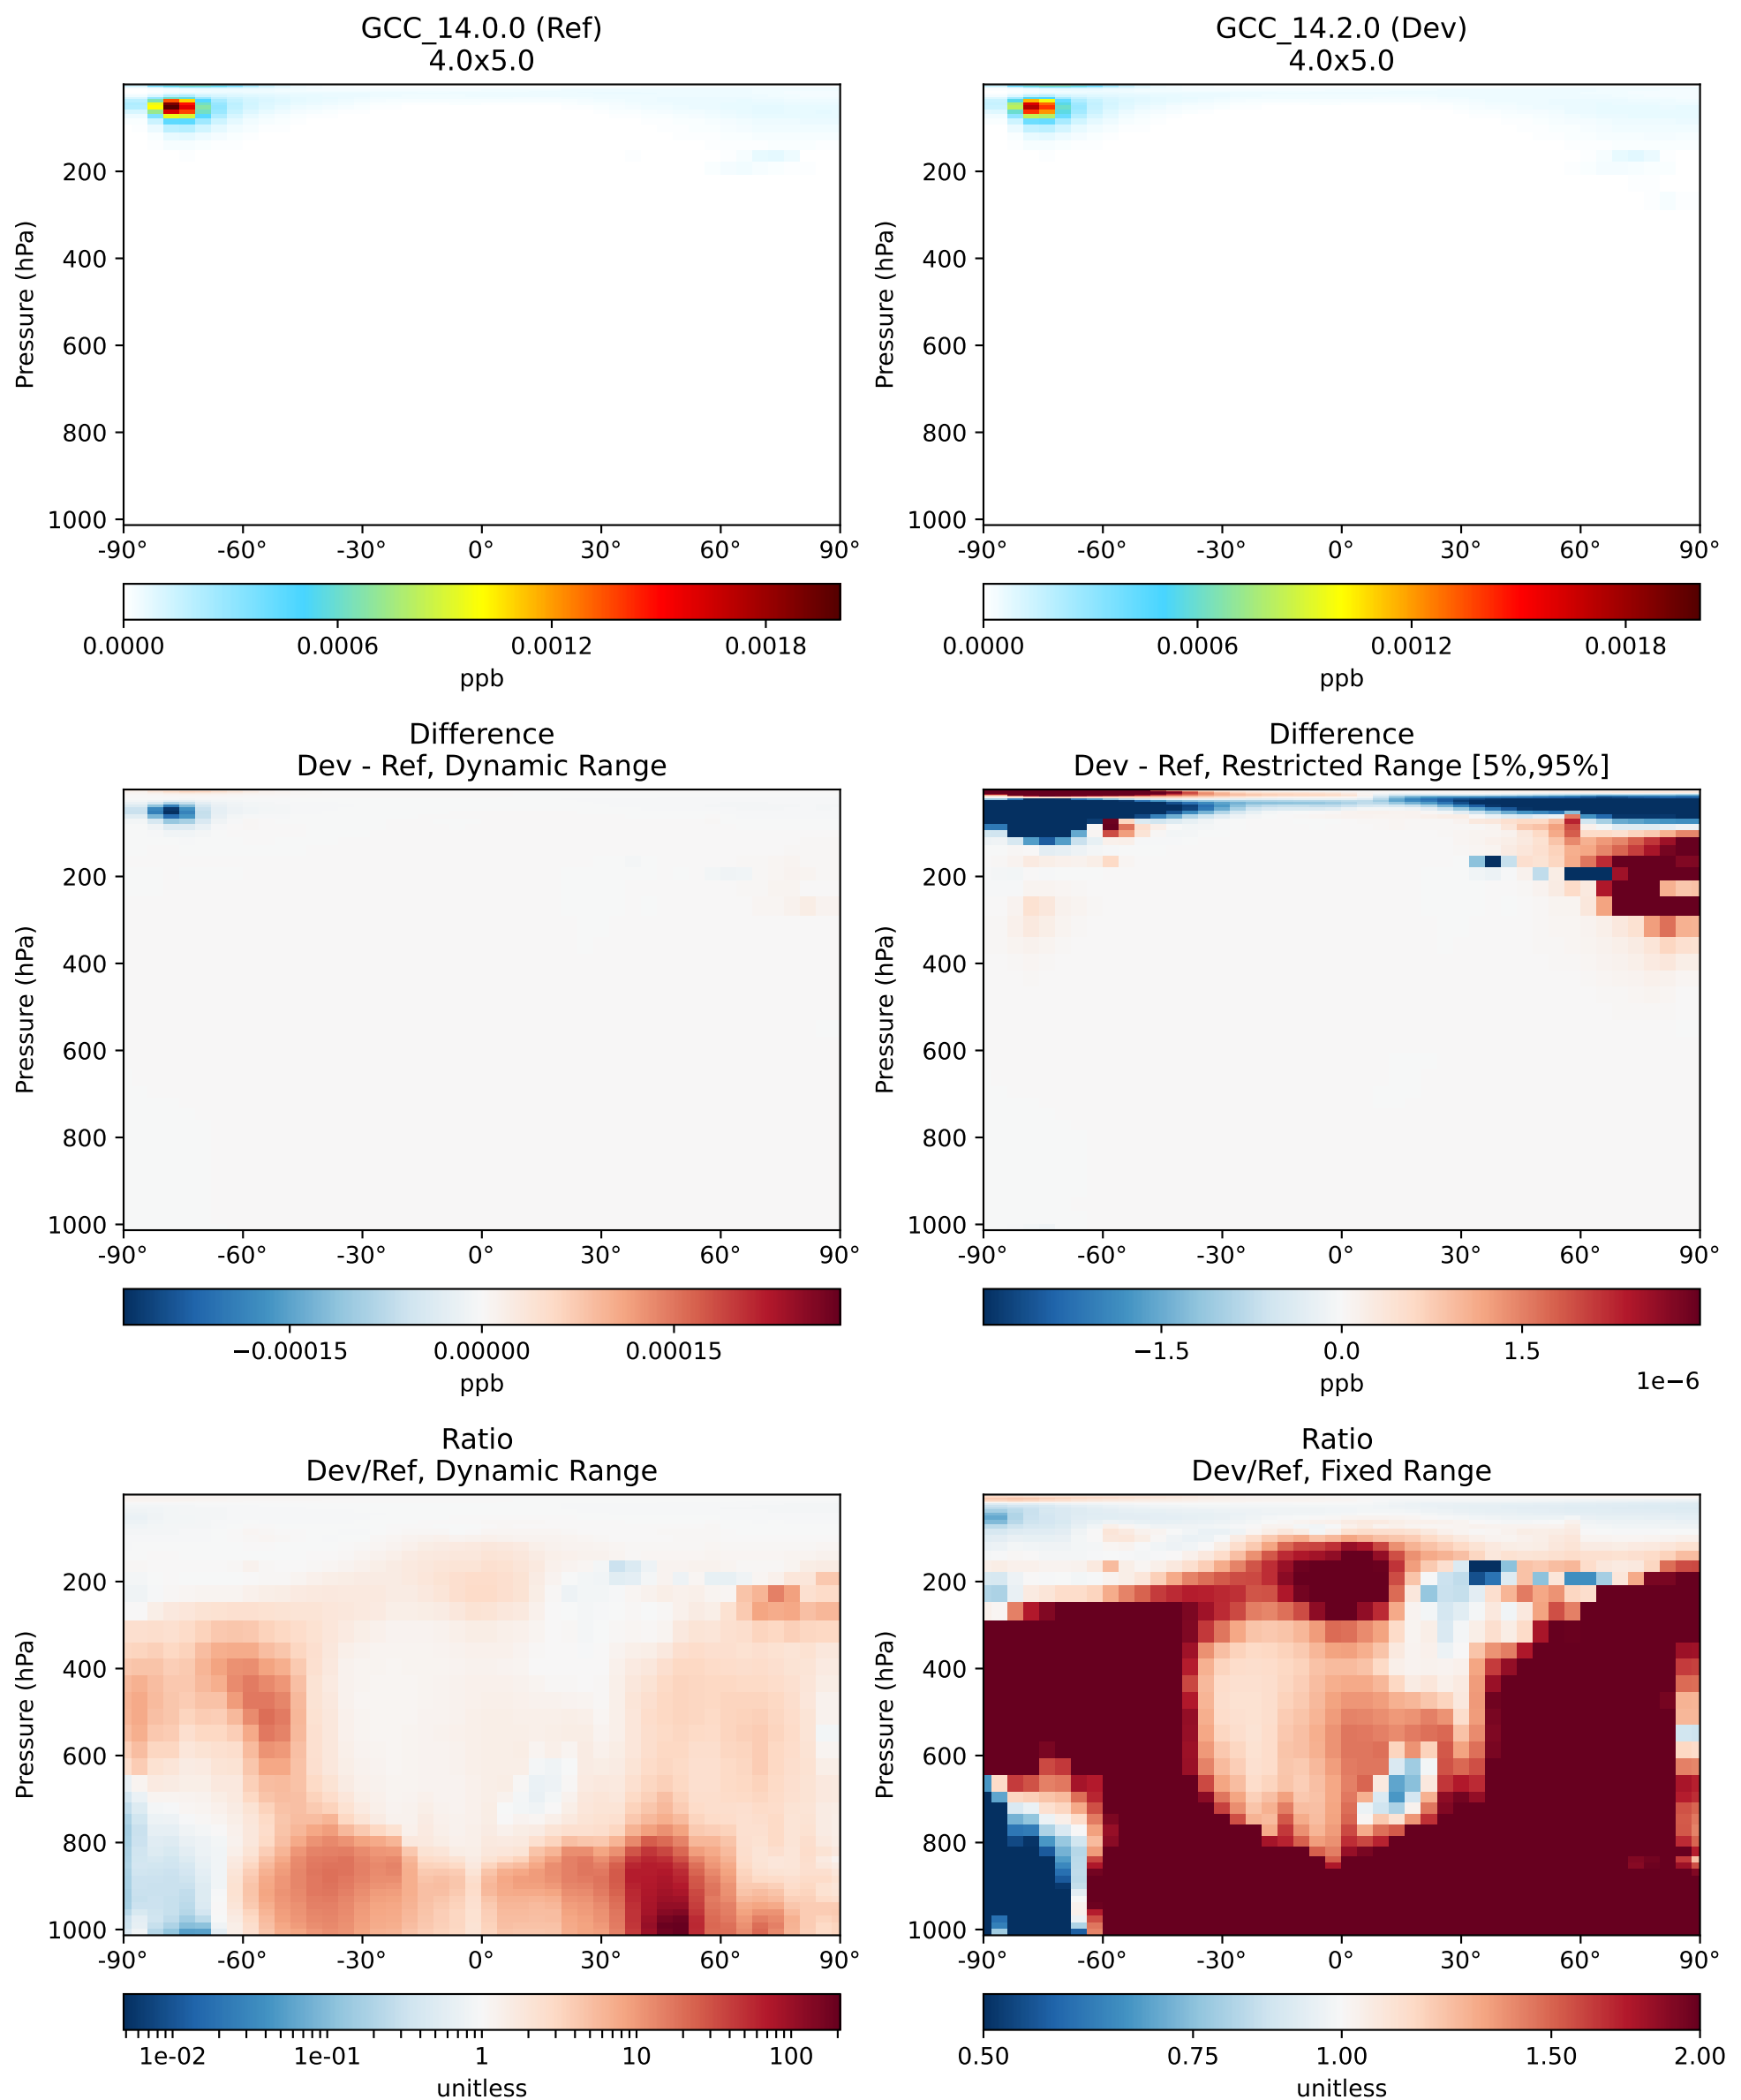 GCC_14.0.0 (Ref)
4.0x5.0
Pressure (hPa)
200
400
600
800
1000
-90° -60° -30° 0° 30° 60° 90°
0.0000 0.0006 0.0012 0.0018
ppb
GCC_14.2.0 (Dev)
4.0x5.0
Pressure (hPa)
200
400
600
800
1000
-90° -60° -30° 0° 30° 60° 90°
0.0000 0.0006 0.0012 0.0018
ppb
Difference
Dev - Ref, Dynamic Range
Pressure (hPa)
200
400
600
800
1000
-90° -60° -30° 0° 30° 60° 90°
−0.00015 0.00000 0.00015
ppb
Difference
Dev - Ref, Restricted Range [5%,95%]
Pressure (hPa)
200
400
600
800
1000
-90° -60° -30° 0° 30° 60° 90°
−1.5 0.0 1.5
ppb 1e−6
Ratio
Dev/Ref, Dynamic Range
Pressure (hPa)
200
400
600
800
1000
-90° -60° -30° 0° 30° 60° 90°
1e-02 1e-01 1 10 100
unitless
Ratio
Dev/Ref, Fixed Range
Pressure (hPa)
200
400
600
800
1000
-90° -60° -30° 0° 30° 60° 90°
0.50 0.75 1.00 1.50 2.00
unitless